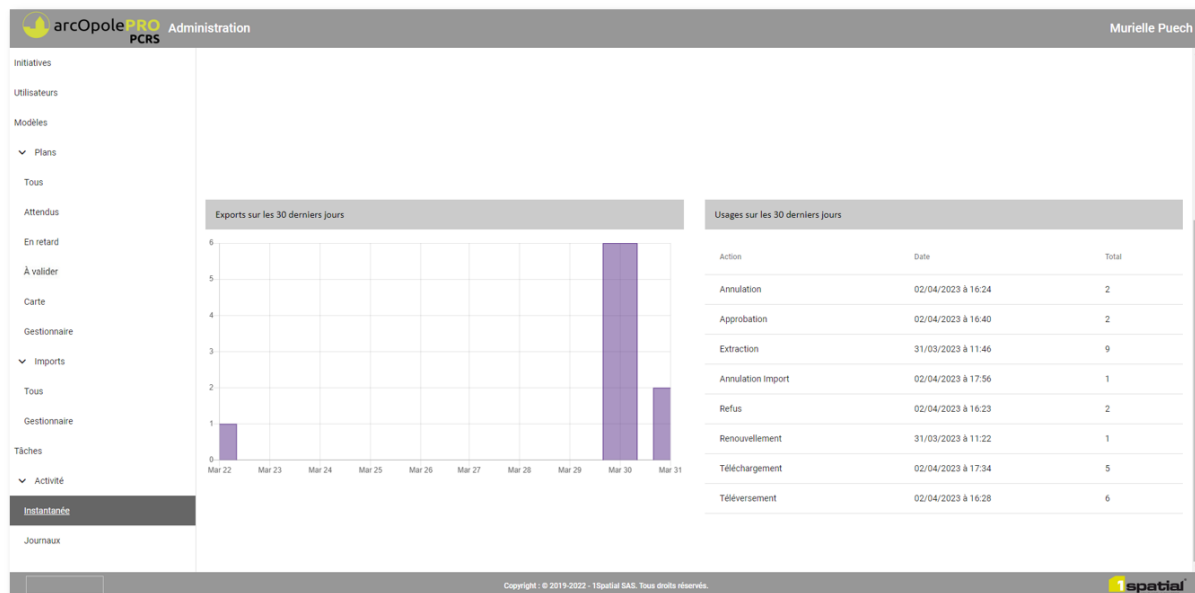 arcOpolePRO Administration Murielle Puech
PCRS
Initiatives
Utilisateurs
Modèles
Plans
Tous
Attendus
En retard
À valider
Carte
Gestionnaire
Imports
Tous
Gestionnaire
Tâches
Activité
Instantanée
Journaux
Exports sur les 30 derniers jours
6
5
4
3
2
1
0
Mar 22 Mar 23 Mar 24 Mar 25 Mar 26 Mar 27 Mar 28 Mar 29 Mar 30 Mar 31
Usages sur les 30 derniers jours
Action Date Total
Annulation 02/04/2023 à 16:24 2
Approbation 02/04/2023 à 16:40 2
Extraction 31/03/2023 à 11:46 9
Annulation Import 02/04/2023 à 17:56 1
Refus 02/04/2023 à 16:23 2
Renouvellement 31/03/2023 à 11:22 1
Téléchargement 02/04/2023 à 17:34 5
Téléversement 02/04/2023 à 16:28 6
Copyright : © 2019-2022 - 1Spatial SAS. Tous droits réservés.
1spatial